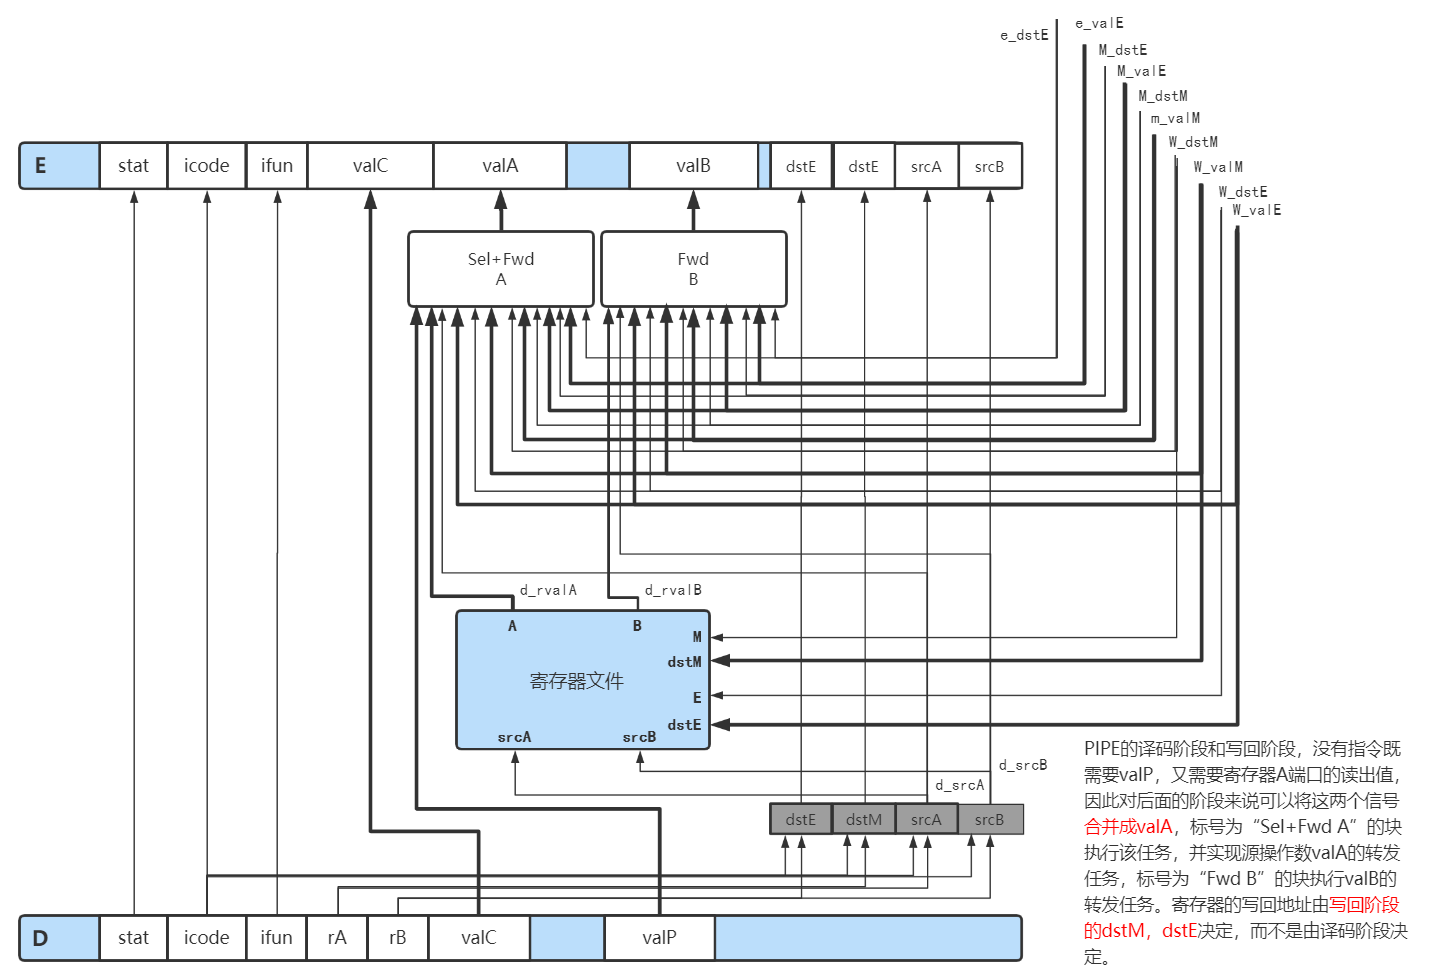 e_dstE
e_valE
M_dstE
M_valE
M_dstM
m_valM
W_dstM
W_valM
W_dstE
W_valE
E stat icode ifun valC valA valB dstE dstE srcA srcB
Sel+Fwd
A
Fwd
B
d_rvalA
d_rvalB
A B
M
dstM
寄存器文件
E
dstE
srcA srcB
d_srcB
d_srcA
dstE dstM srcA srcB
D stat icode ifun rA rB valC valP
PIPE的译码阶段和写回阶段，没有指令既
需要valP，又需要寄存器A端口的读出值，
因此对后面的阶段来说可以将这两个信号
合并成valA，标号为“Sel+Fwd A”的块
执行该任务，并实现源操作数valA的转发
任务，标号为“Fwd B”的块执行valB的
转发任务。寄存器的写回地址由写回阶段
的dstM，dstE决定，而不是由译码阶段决
定。